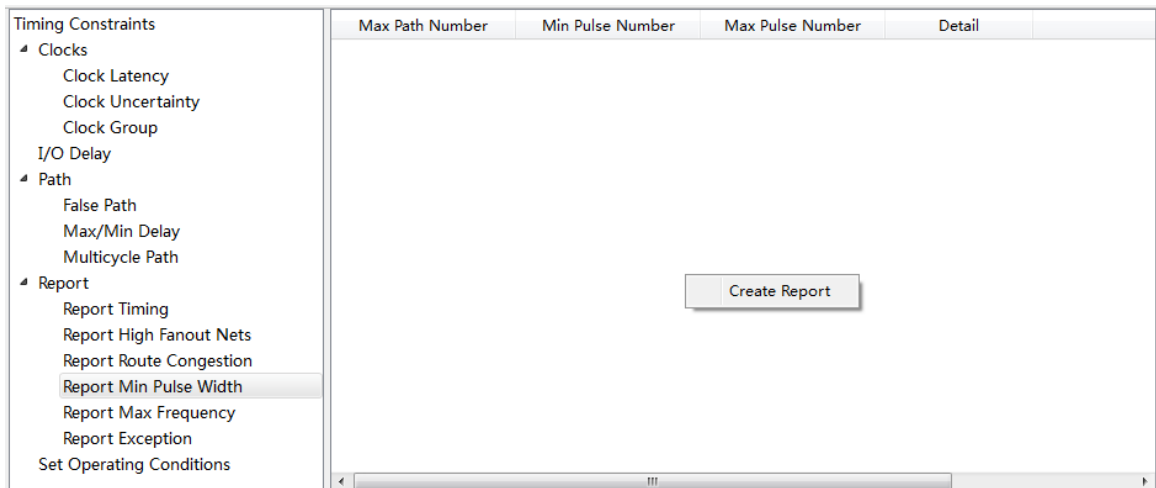 Timing Constraints
Clocks
Clock Latency
Clock Uncertainty
Clock Group
I/O Delay
Path
False Path
Max/Min Delay
Multicycle Path
Report
Report Timing
Report High Fanout Nets
Report Route Congestion
Report Min Pulse Width
Report Max Frequency
Report Exception
Set Operating Conditions
Max Path Number Min Pulse Number Max Pulse Number Detail
Create Report